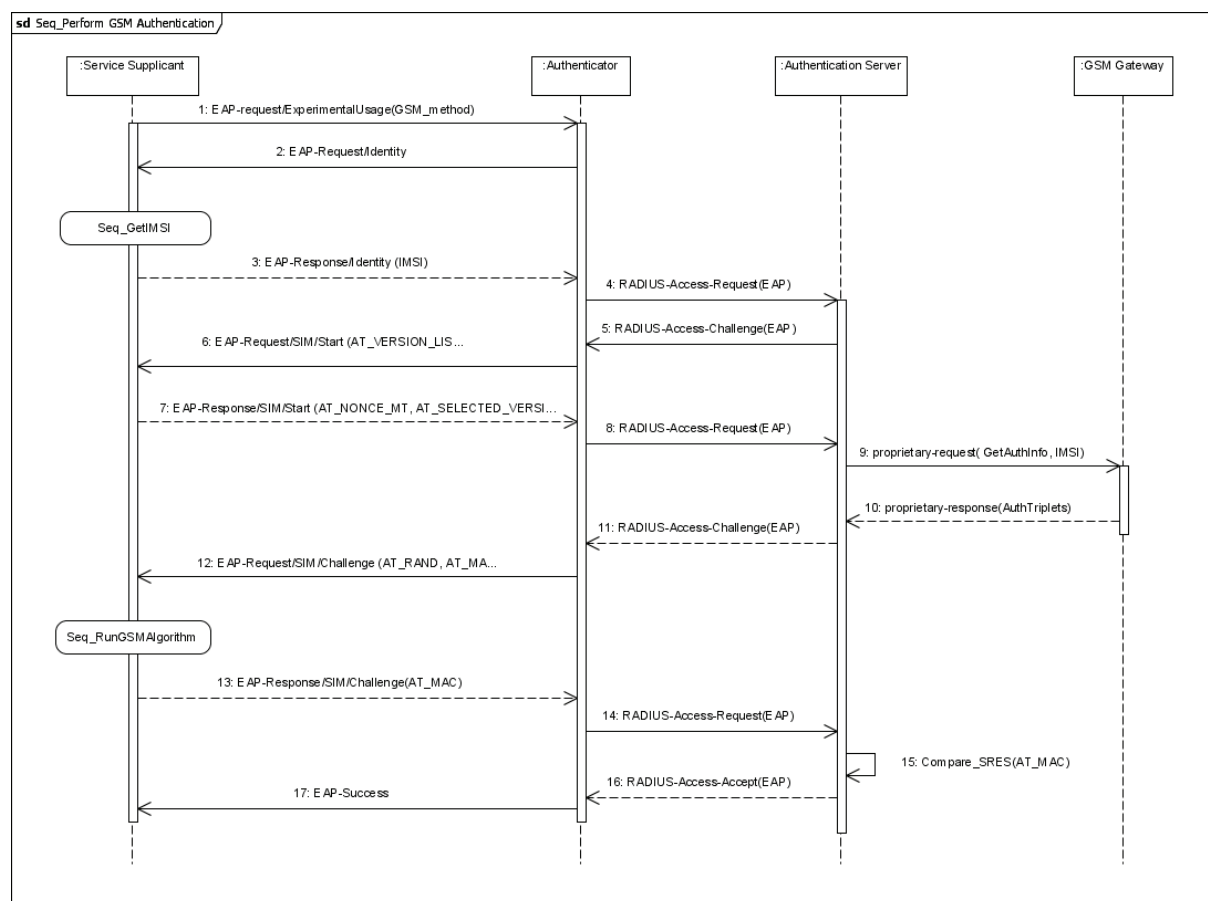 sd Seq_Perform GSM Authentication
:Service Supplicant
:Authenticator
:Authentication Server
:GSM Gateway
1: EAP-request/ExperimentalUsage(GSM_method)
2: EAP-Request/Identity
Seq_GetIMSI
3: EAP-Response/Identity (IMSI)
4: RADIUS-Access-Request(EAP)
5: RADIUS-Access-Challenge(EAP)
6: EAP-Request/SIM/Start (AT_VERSION_LIS...
7: EAP-Response/SIM/Start (AT_NONCE_MT, AT_SELECTED_VERSI...
8: RADIUS-Access-Request(EAP)
9: proprietary-request( GetAuthInfo, IMSI)
10: proprietary-response(AuthTriplets)
11: RADIUS-Access-Challenge(EAP)
12: EAP-Request/SIM/Challenge (AT_RAND, AT_MA...
Seq_RunGSMAlgorithm
13: EAP-Response/SIM/Challenge(AT_MAC)
14: RADIUS-Access-Request(EAP)
15: Compare_SRES(AT_MAC)
16: RADIUS-Access-Accept(EAP)
17: EAP-Success